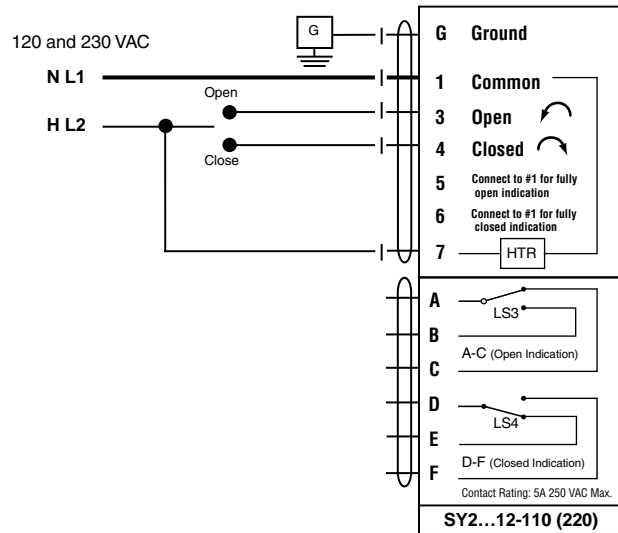 120 and 230 VAC
G
G Ground
N L1
1 Common
Open
3 Open
H L2
Close
4 Closed
5 Connect to #1 for fully
open indication
6 Connect to #1 for fully
closed indication
7 HTR
A
LS3
B
A-C (Open Indication)
C
D
LS4
E
D-F (Closed Indication)
F
Contact Rating: 5A 250 VAC Max.
SY2...12-110 (220)